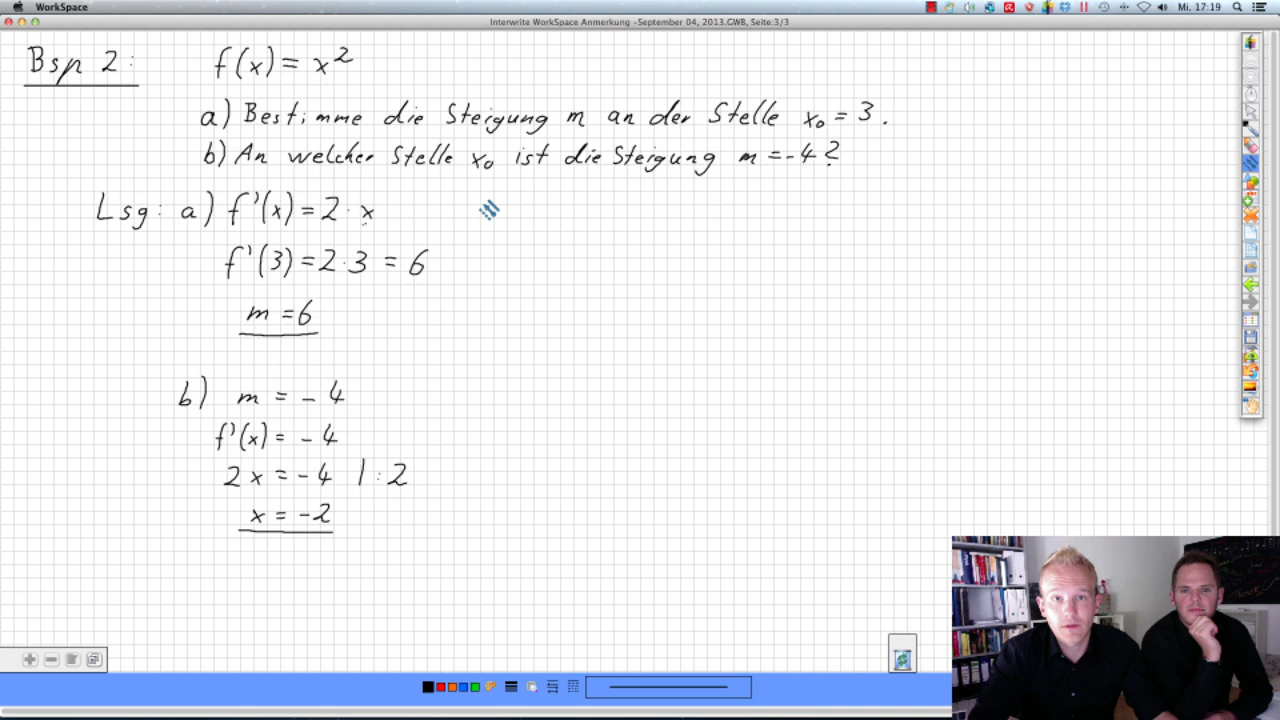 WorkSpace
Mi. 17:19
Interwrite WorkSpace Anmerkung -September 04, 2013.GWB, Seite:3/3
Bsp 2: f(x) = x²
a) Bestimme die Steigung m an der Stelle x₀ = 3.
b) An welcher Stelle x₀ ist die Steigung m = -4?
Lsg: a) f'(x) = 2 · x
f'(3) = 2 · 3 = 6
m = 6
b) m = - 4
f'(x) = - 4
2x = -4 | : 2
x = -2